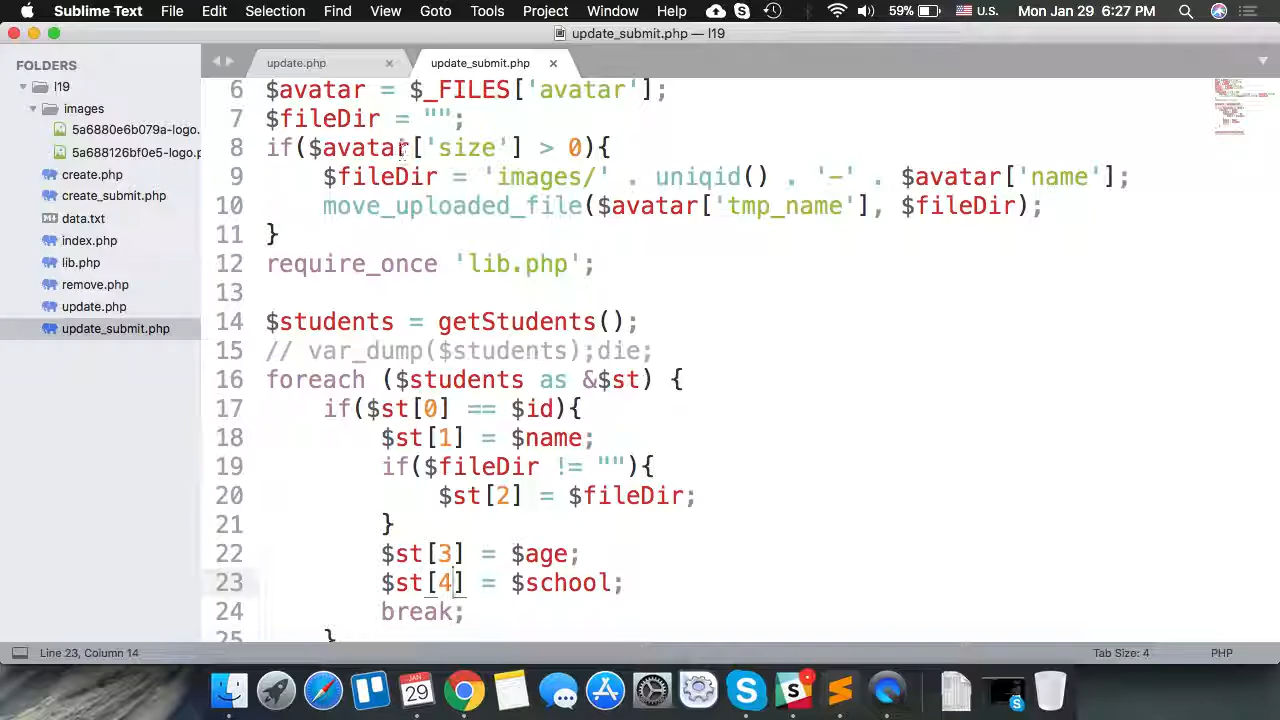 Sublime Text File Edit Selection Find View Goto Tools Project Window Help 59% U.S. Mon Jan 29 6:27 PM
update_submit.php — l19
FOLDERS
l19
images
5a6880e6b079a-logo.
5a688126bf0e5-logo.p
create.php
create_submit.php
data.txt
index.php
lib.php
remove.php
update.php
update_submit.php
update.php × update_submit.php ×
6 $avatar = $_FILES['avatar'];
7 $fileDir = "";
8 if($avatar['size'] > 0){
9 $fileDir = 'images/' . uniqid() . '-' . $avatar['name'];
10 move_uploaded_file($avatar['tmp_name'], $fileDir);
11 }
12 require_once 'lib.php';
13
14 $students = getStudents();
15 // var_dump($students);die;
16 foreach ($students as &$st) {
17 if($st[0] == $id){
18 $st[1] = $name;
19 if($fileDir != ""){
20 $st[2] = $fileDir;
21 }
22 $st[3] = $age;
23 $st[4] = $school;
24 break;
25 }
Line 23, Column 14 Tab Size: 4 PHP
29